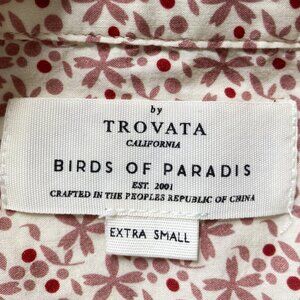 by
TROVATA
CALIFORNIA
BIRDS OF PARADIS
EST. 2001
CRAFTED IN THE PEOPLES REPUBLIC OF CHINA
EXTRA SMALL